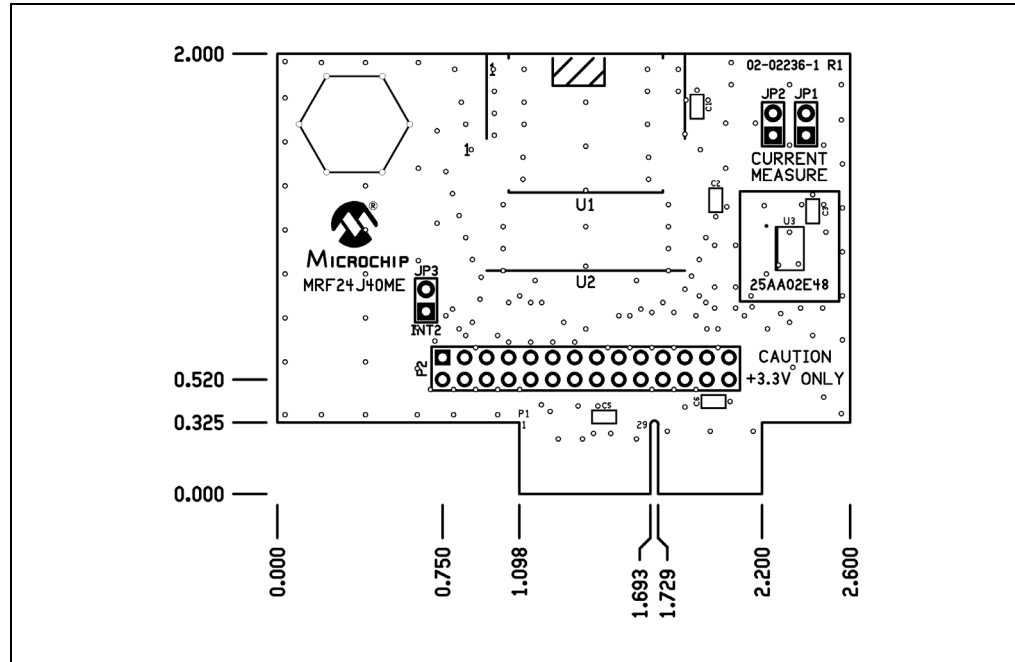 2.000
02-02236-1 R1
1
JP2 JP1
C10
1
CURRENT
MEASURE
C2
C9
U1
U3
®
MICROCHIP
MRF24J40ME
JP3
U2
25AA02E48
INT2
P2
CAUTION
+3.3V ONLY
0.520
C6
C5
0.325
P1
1
29
0.000
0.000
0.750
1.098
1.693
1.729
2.200
2.600